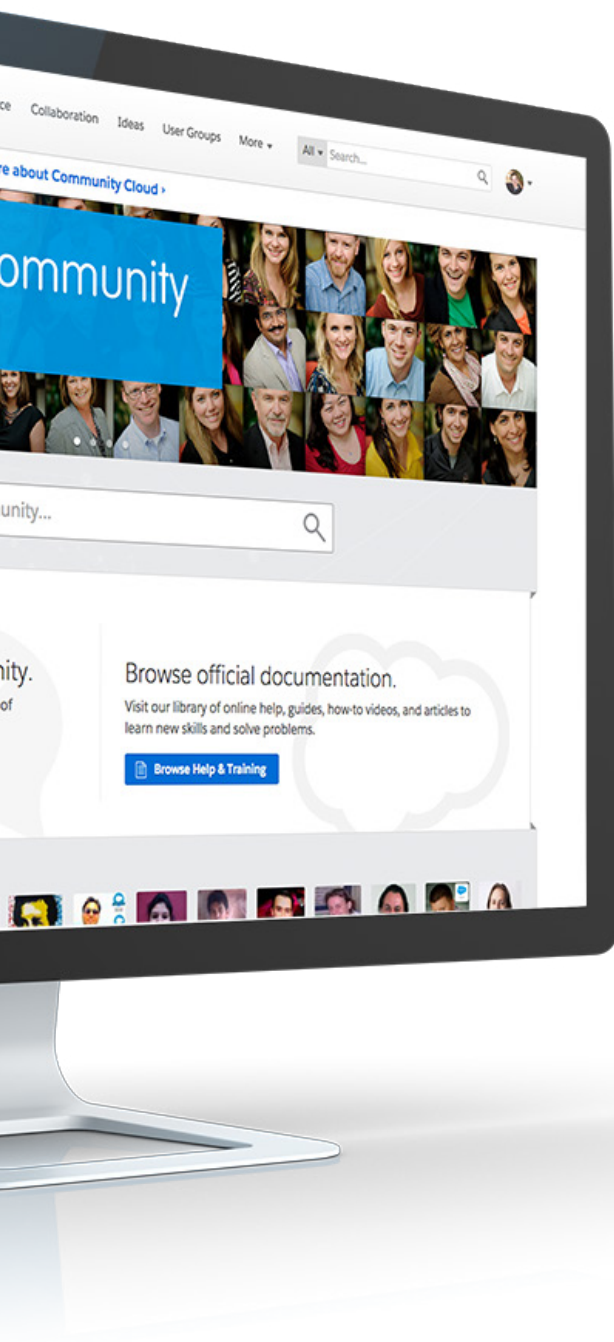 ce Collaboration Ideas User Groups More All Search...
re about Community Cloud ›
ommunity
unity...
nity.
of
Browse official documentation.
Visit our library of online help, guides, how-to videos, and articles to
learn new skills and solve problems.
Browse Help & Training